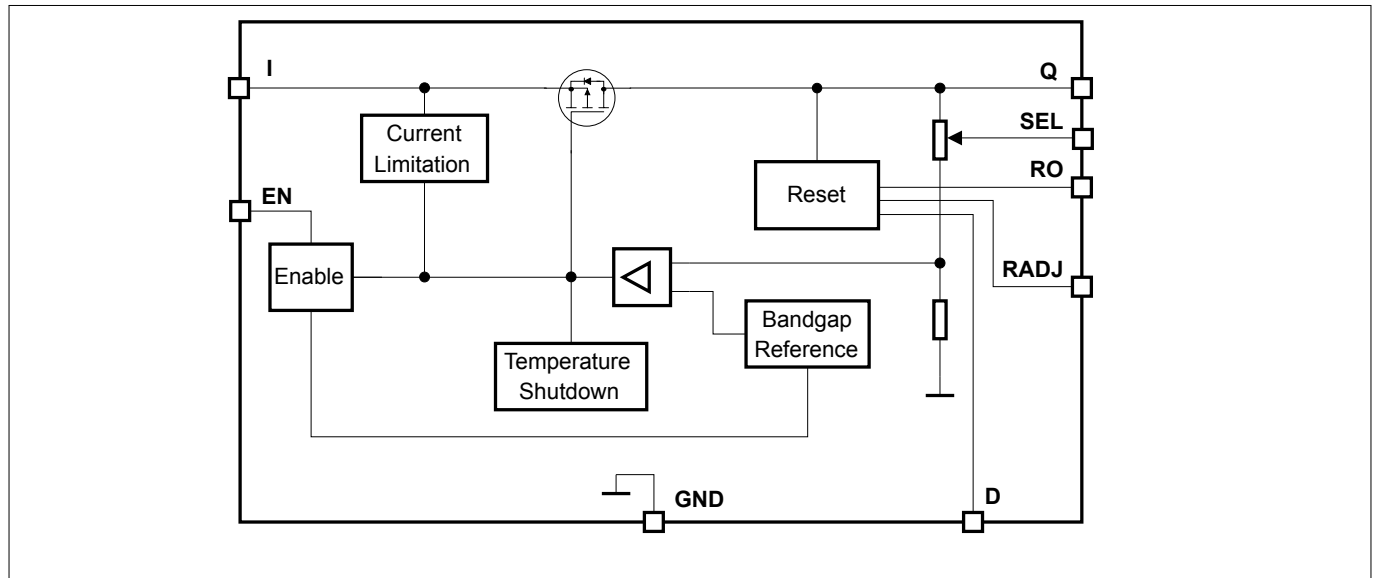 I
Q
Current
Limitation
SEL
RO
EN
Reset
Enable
RADJ
Bandgap
Reference
Temperature
Shutdown
GND
D